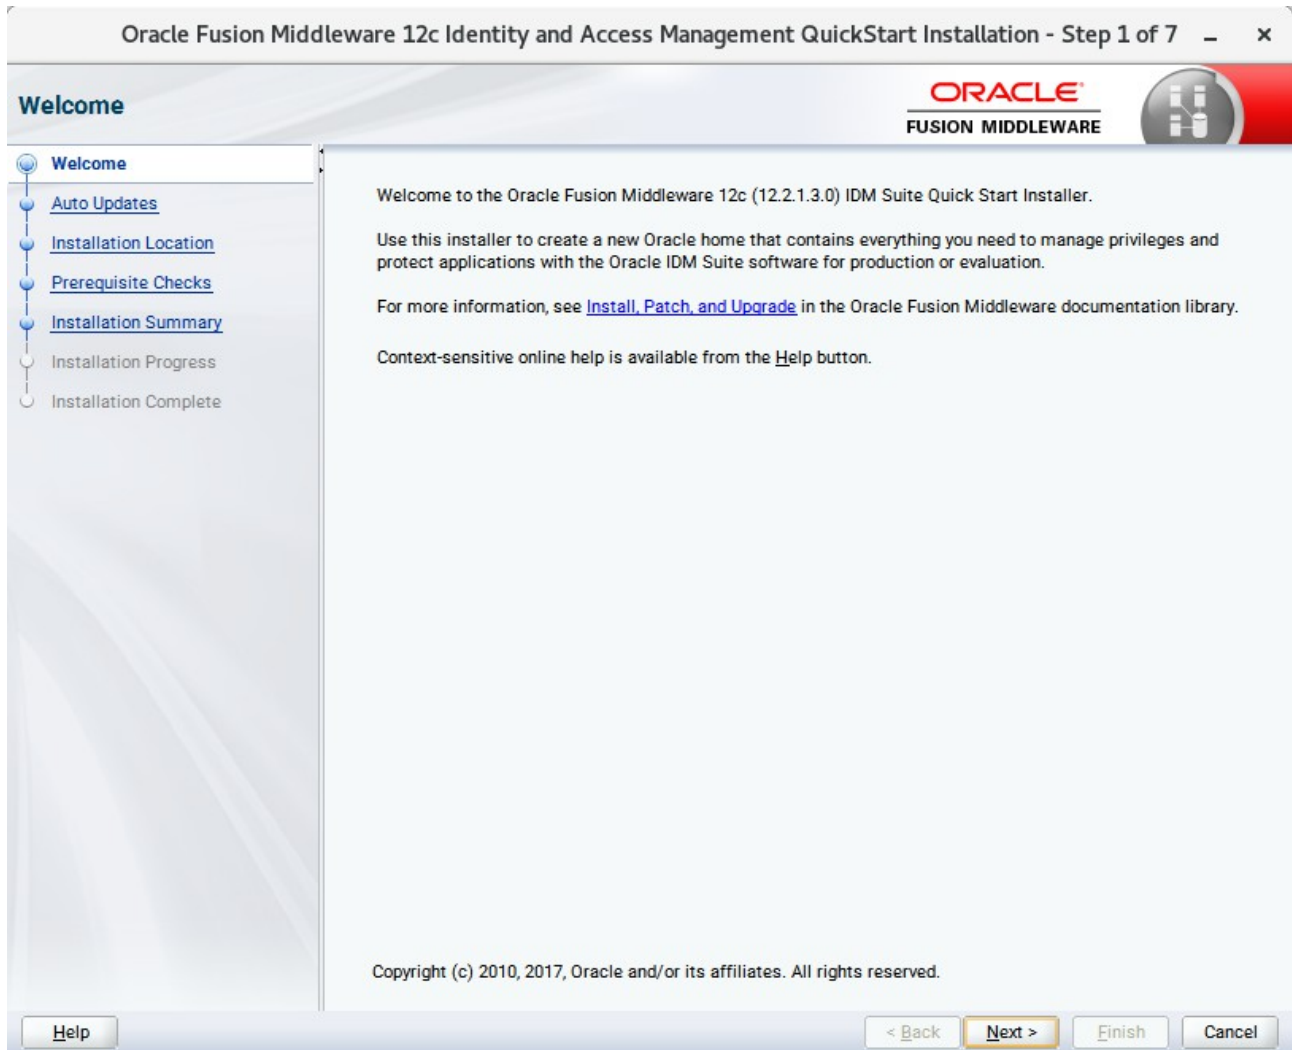 Oracle Fusion Middleware 12c Identity and Access Management QuickStart Installation - Step 1 of 7
Welcome
ORACLE
FUSION MIDDLEWARE
Welcome
Auto Updates
Installation Location
Prerequisite Checks
Installation Summary
Installation Progress
Installation Complete
Welcome to the Oracle Fusion Middleware 12c (12.2.1.3.0) IDM Suite Quick Start Installer.
Use this installer to create a new Oracle home that contains everything you need to manage privileges and
protect applications with the Oracle IDM Suite software for production or evaluation.
For more information, see Install, Patch, and Upgrade in the Oracle Fusion Middleware documentation library.
Context-sensitive online help is available from the Help button.
Copyright (c) 2010, 2017, Oracle and/or its affiliates. All rights reserved.
Help
< Back
Next >
Finish
Cancel